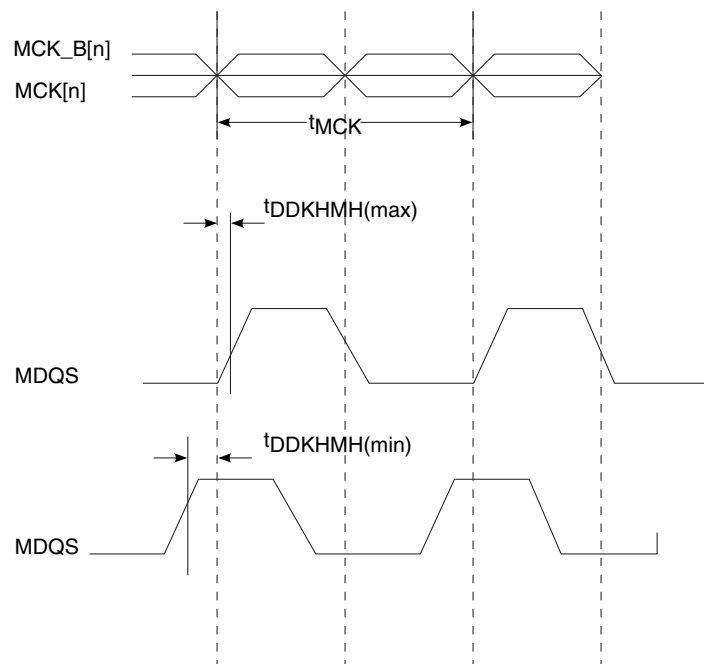 MCK_B[n]
MCK[n]
tMCK
tDDKHMH(max)
MDQS
tDDKHMH(min)
MDQS